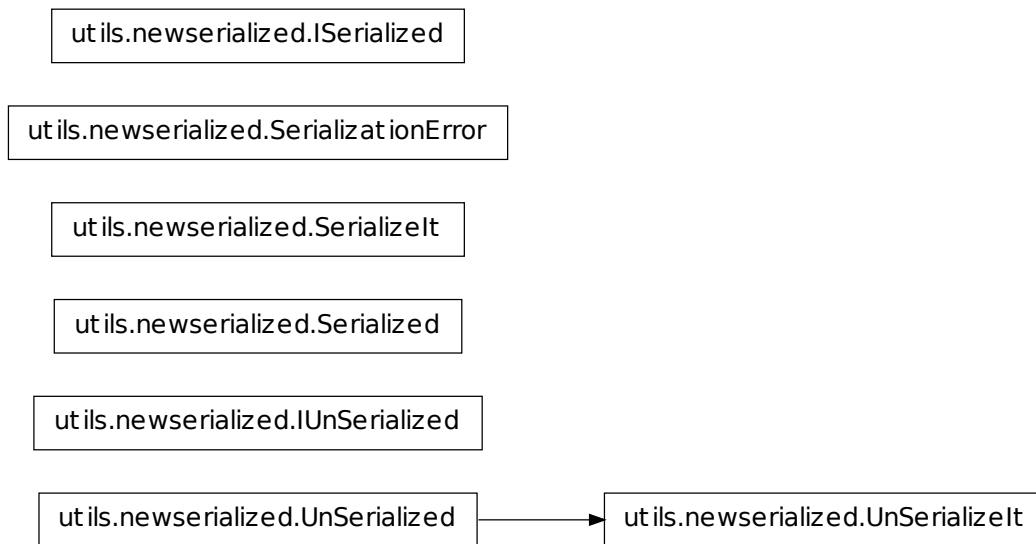 utils.newserialized.ISerialized
utils.newserialized.SerializationError
utils.newserialized.SerializeIt
utils.newserialized.Serialized
utils.newserialized.IUnSerialized
utils.newserialized.UnSerialized
utils.newserialized.UnSerializeIt